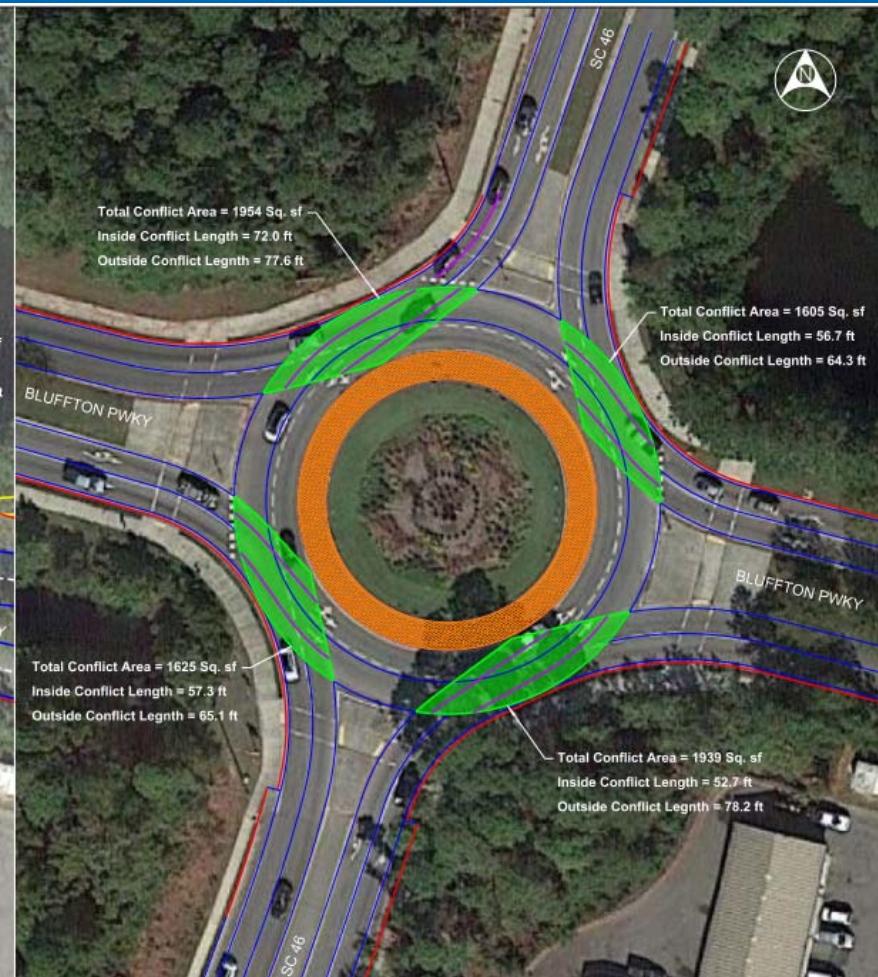 SC 46
N
Total Conflict Area = 1954 Sq. sf
Inside Conflict Length = 72.0 ft
Outside Conflict Legnth = 77.6 ft
Total Conflict Area = 1605 Sq. sf
Inside Conflict Length = 56.7 ft
Outside Conflict Legnth = 64.3 ft
BLUFFTON PWKY
BLUFFTON PWKY
Total Conflict Area = 1625 Sq. sf
Inside Conflict Length = 57.3 ft
Outside Conflict Legnth = 65.1 ft
Total Conflict Area = 1939 Sq. sf
Inside Conflict Length = 52.7 ft
Outside Conflict Legnth = 78.2 ft
SC 46